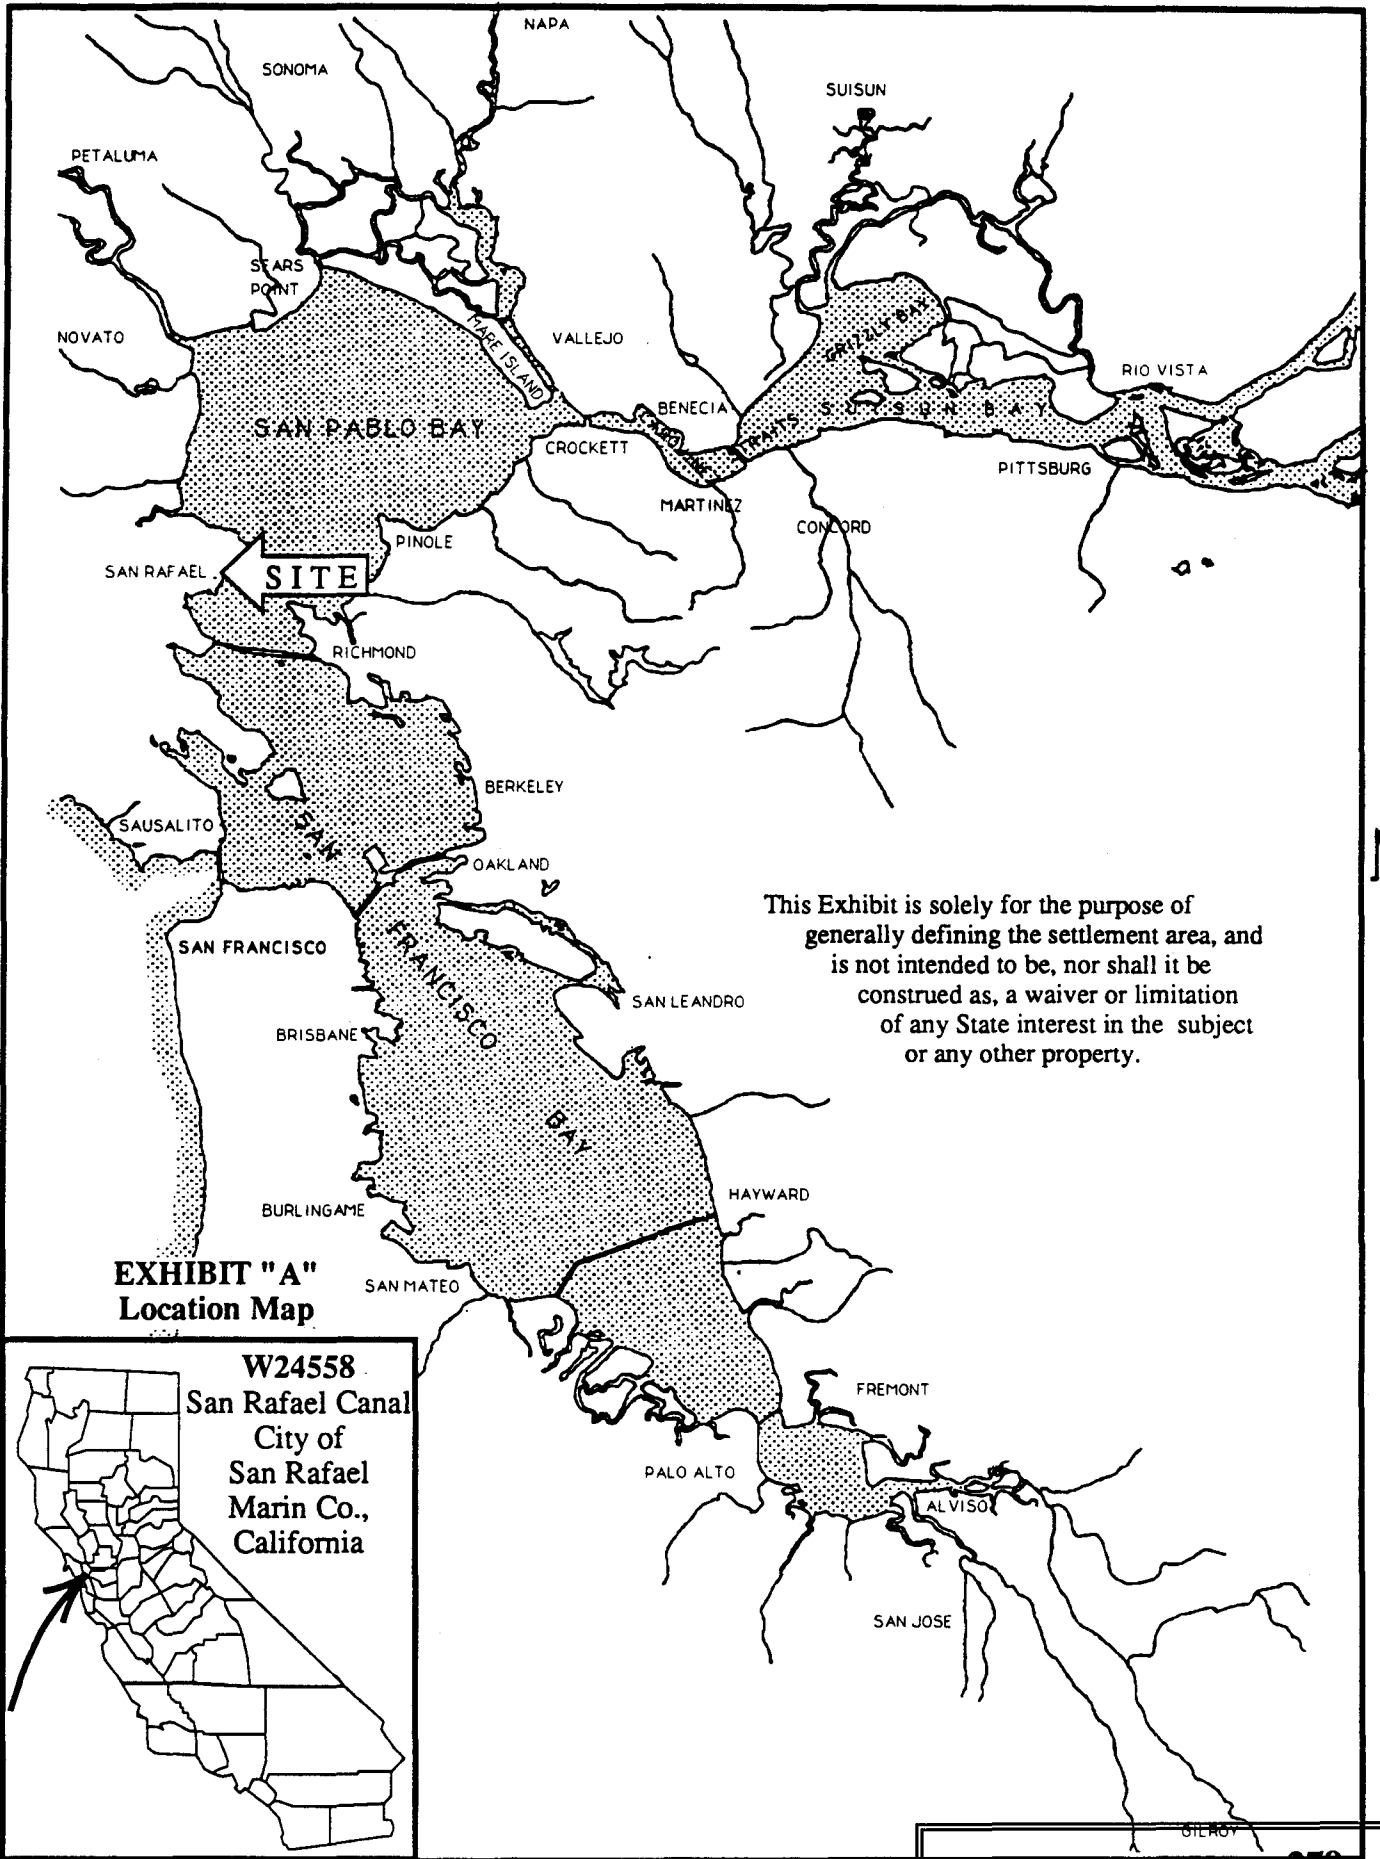 NAPA
SONOMA
SUISUN
PETALUMA
SEARS
POINT
NOVATO
MARE ISLAND
VALLEJO
GRIZZLY BAY
RIO VISTA
BENECIA
SUISUN BAY
SAN PABLO BAY
CROCKETT
STRAITS
PITTSBURG
MARTINEZ
CONCORD
PINOLE
SAN RAFAEL
SITE
RICHMOND
BERKELEY
SAUSALITO
SAN
OAKLAND
This Exhibit is solely for the purpose of
generally defining the settlement area, and
is not intended to be, nor shall it be
construed as, a waiver or limitation
of any State interest in the subject
or any other property.
SAN FRANCISCO
FRANCISCO
SAN LEANDRO
BRISBANE
BAY
HAYWARD
BURLINGAME
EXHIBIT "A"
Location Map
SAN MATEO
W24558
San Rafael Canal
City of
San Rafael
Marin Co.,
California
FREMONT
PALO ALTO
ALVISO
SAN JOSE
GILROY